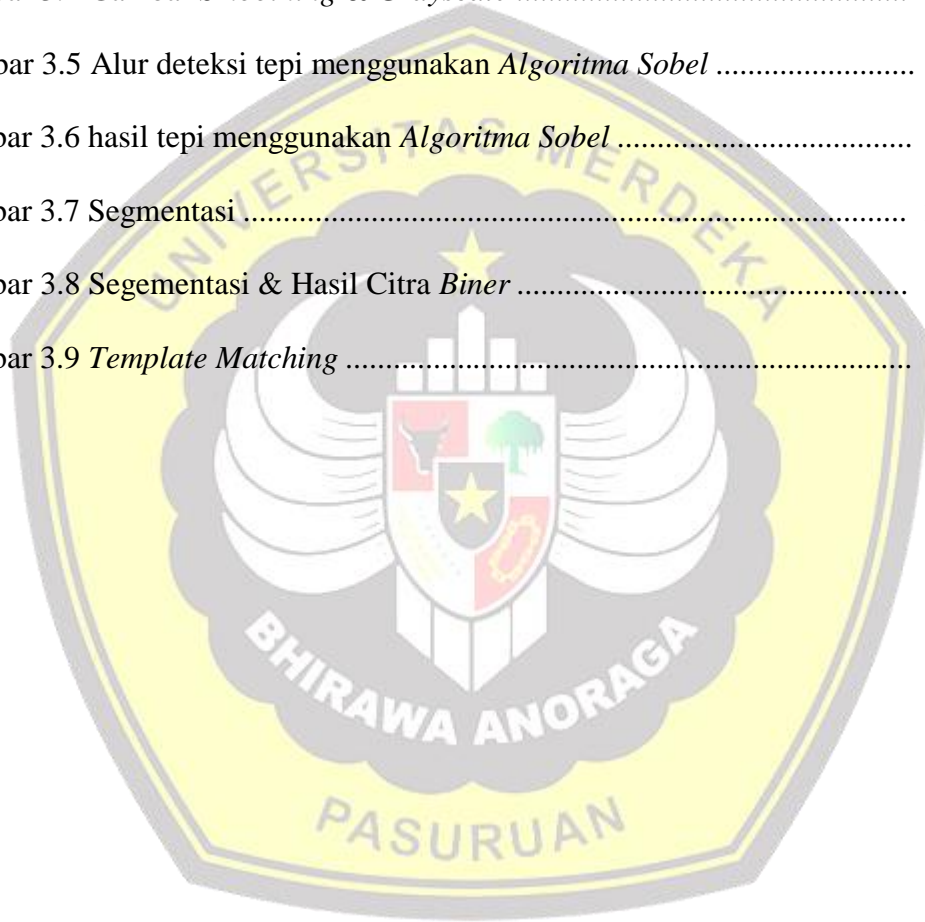 bar 3.5 Alur deteksi tepi menggunakan Algoritma Sobel .........................
bar 3.6 hasil tepi menggunakan Algoritma Sobel .....................................
bar 3.7 Segmentasi ...................................................................................
bar 3.8 Segementasi & Hasil Citra Biner .................................................
bar 3.9 Template Matching .......................................................................
UNIVERSITAS MERDEKA
BHIRAWA ANORAGA
PASURUAN